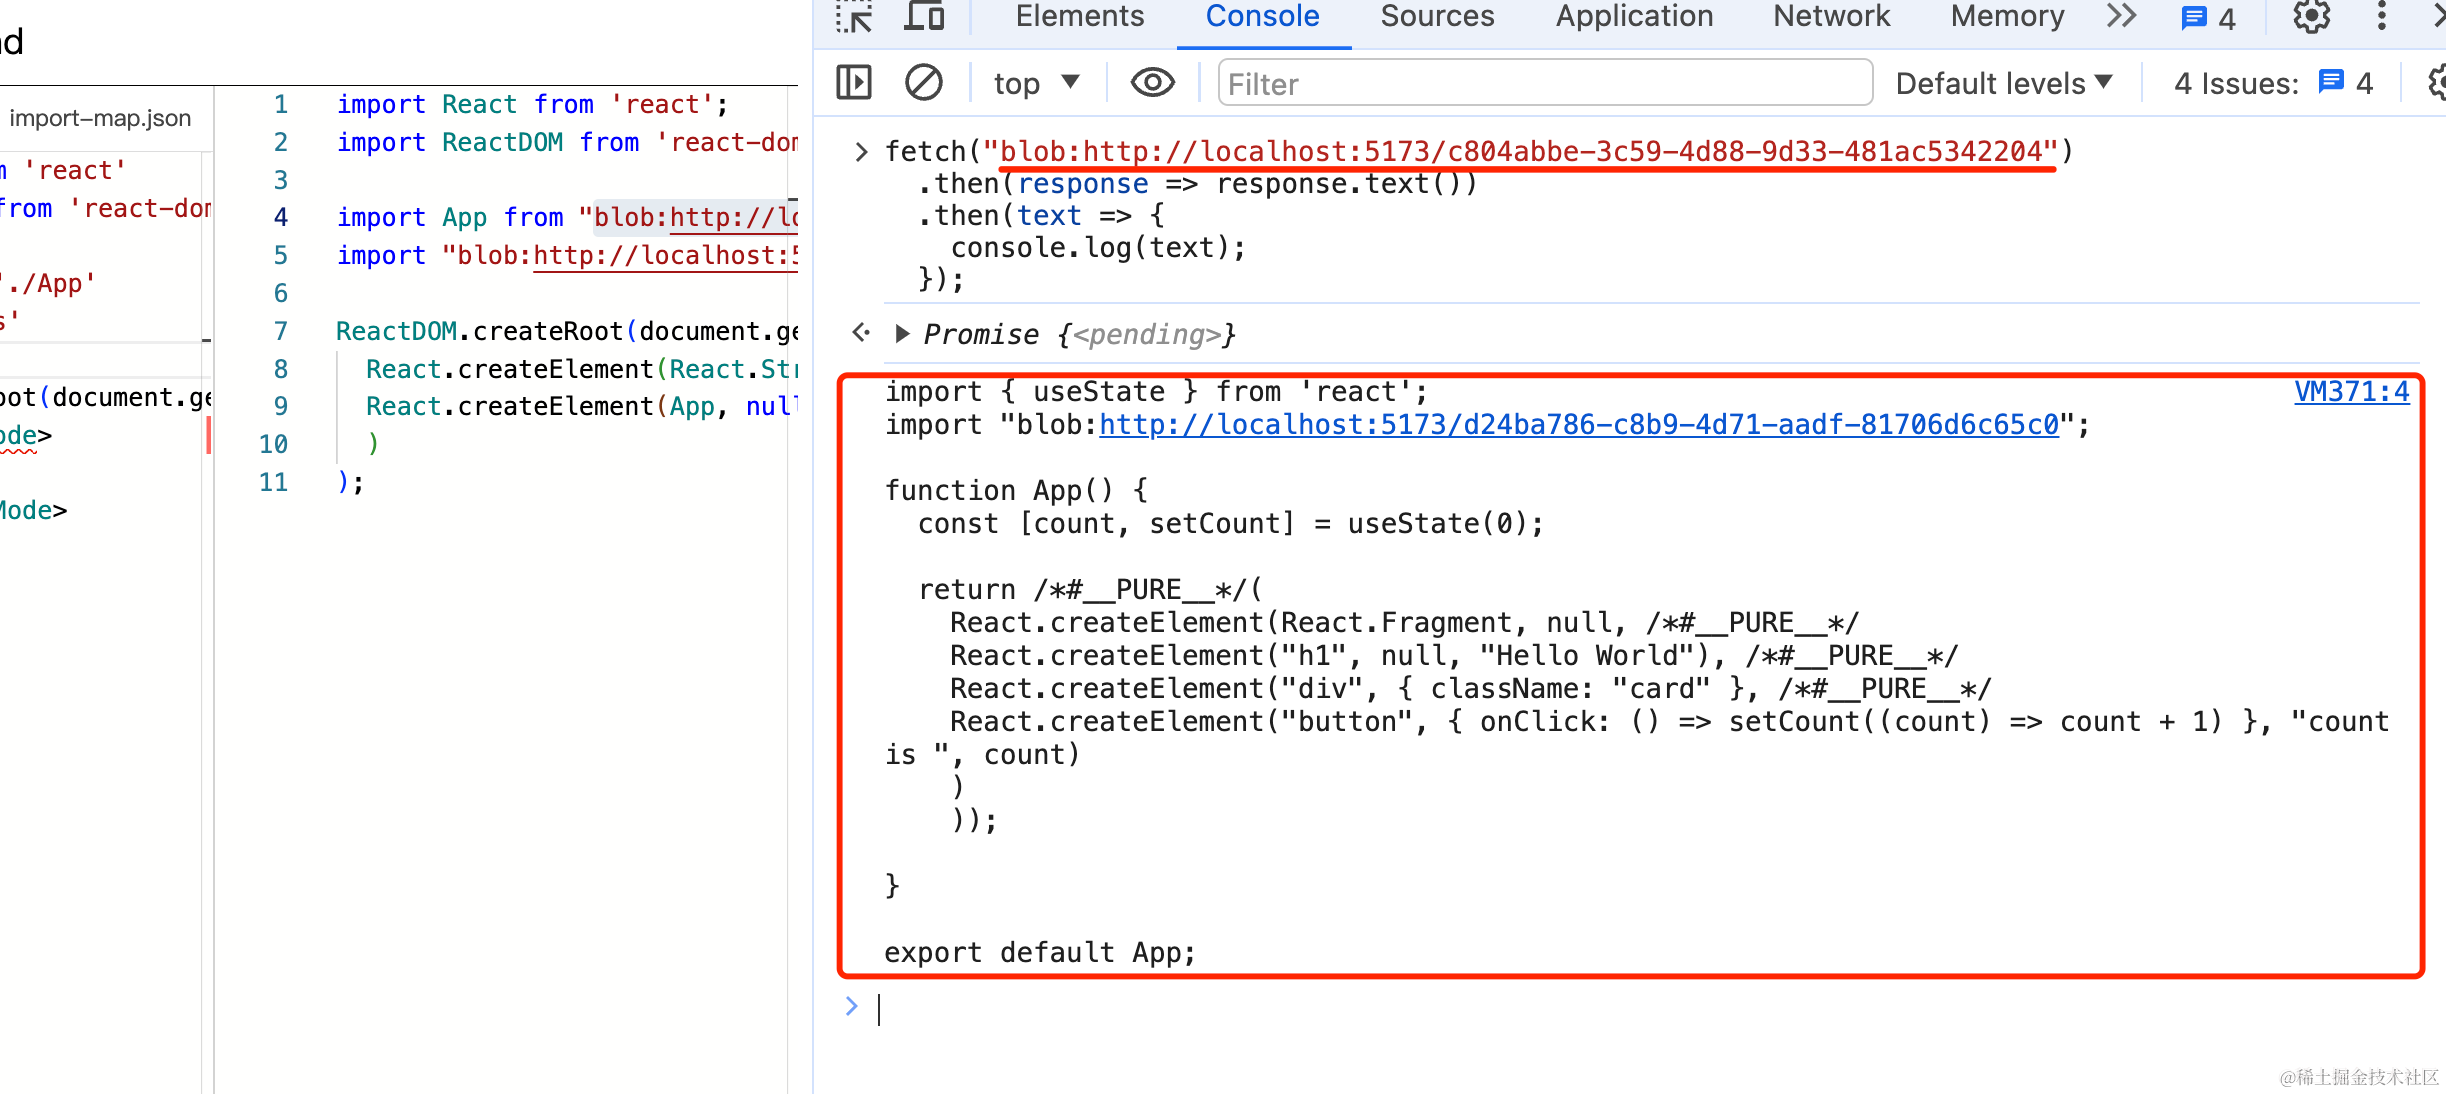 nd
import-map.json
'react'
from 'react-dom
'./App'
s'
oot(document.ge
ode>
Mode>
1 import React from 'react';
2 import ReactDOM from 'react-dom
3
4 import App from "blob:http://lo
5 import "blob:http://localhost:5
6
7 ReactDOM.createRoot(document.ge
8 React.createElement(React.Str
9 React.createElement(App, null
10 )
11 );
Elements Console Sources Application Network Memory 4
top Filter Default levels 4 Issues: 4
fetch("blob:http://localhost:5173/c804abbe-3c59-4d88-9d33-481ac5342204")
.then(response => response.text())
.then(text => {
console.log(text);
});
Promise {<pending>}
import { useState } from 'react'; VM371:4
import "blob:http://localhost:5173/d24ba786-c8b9-4d71-aadf-81706d6c65c0";
function App() {
const [count, setCount] = useState(0);
return /*#__PURE__*/(
React.createElement(React.Fragment, null, /*#__PURE__*/
React.createElement("h1", null, "Hello World"), /*#__PURE__*/
React.createElement("div", { className: "card" }, /*#__PURE__*/
React.createElement("button", { onClick: () => setCount((count) => count + 1) }, "count
is ", count)
)
));
}
export default App;
@稀土掘金技术社区